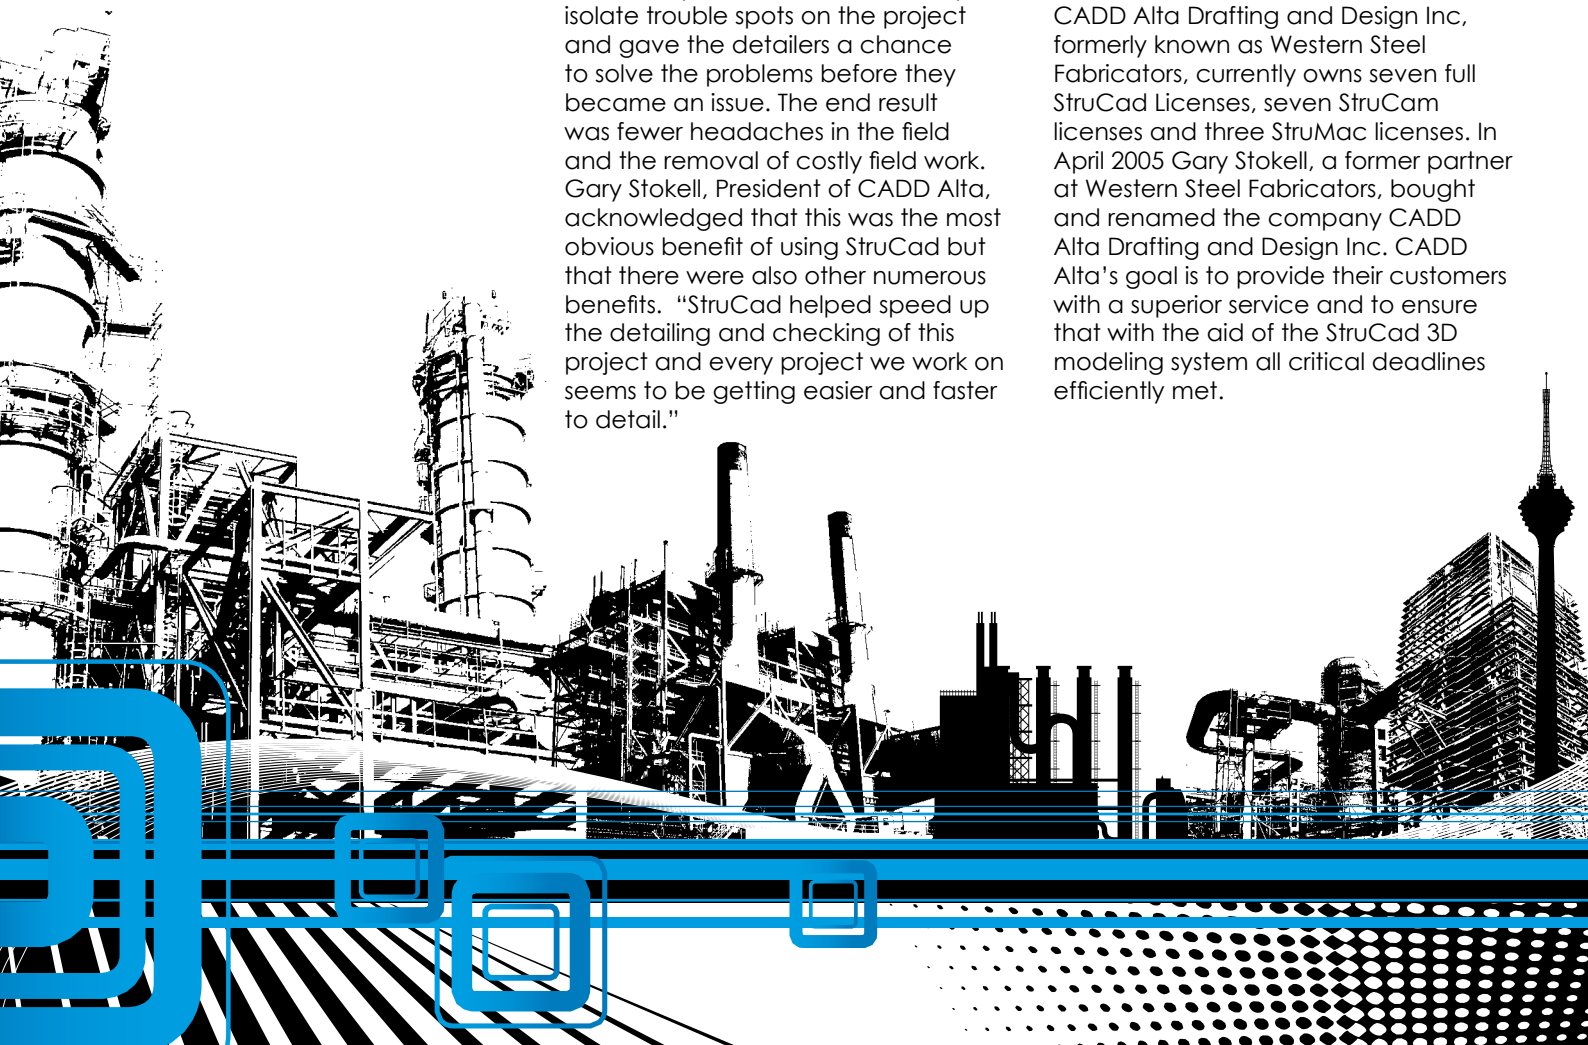 isolate trouble spots on the project
and gave the detailers a chance
to solve the problems before they
became an issue. The end result
was fewer headaches in the field
and the removal of costly field work.
Gary Stokell, President of CADD Alta,
acknowledged that this was the most
obvious benefit of using StruCad but
that there were also other numerous
benefits.  “StruCad helped speed up
the detailing and checking of this
project and every project we work on
seems to be getting easier and faster
to detail.”
CADD Alta Drafting and Design Inc,
formerly known as Western Steel
Fabricators, currently owns seven full
StruCad Licenses, seven StruCam
licenses and three StruMac licenses. In
April 2005 Gary Stokell, a former partner
at Western Steel Fabricators, bought
and renamed the company CADD
Alta Drafting and Design Inc. CADD
Alta’s goal is to provide their customers
with a superior service and to ensure
that with the aid of the StruCad 3D
modeling system all critical deadlines
efficiently met.